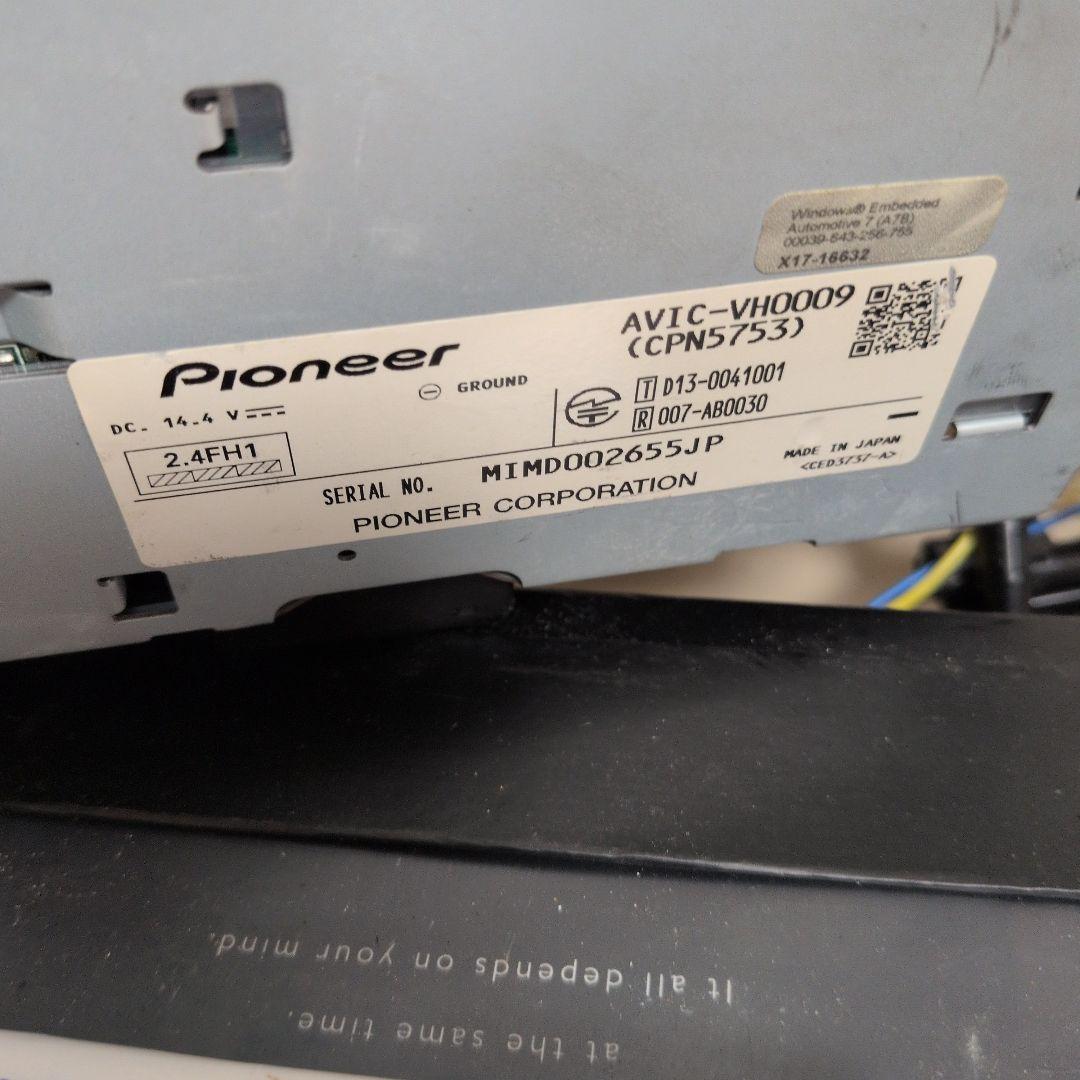 Windows® Embedded
Automotive 7 (A7B)
00039-643-256-755
X17-16632
Pioneer
GROUND
DC. 14.4 V
2.4FH1
AVIC-VH0009
(CPN5753)
T D13-0041001
R 007-AB0030
SERIAL NO. MIMD002655JP
PIONEER CORPORATION
MADE IN JAPAN
<CED3737-A>
It all depends on your mind.
at the same time.